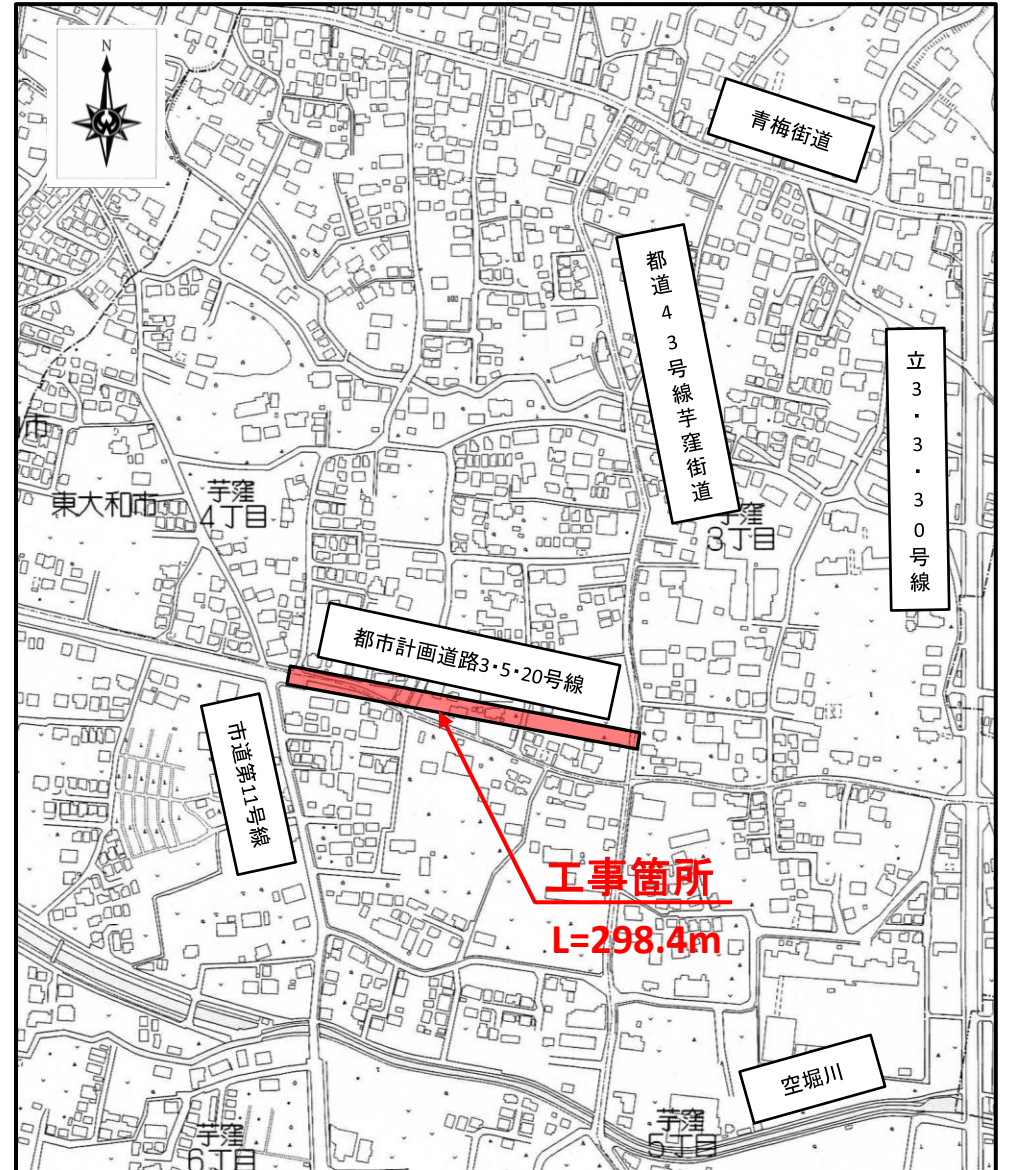 N
青梅街道
都道43号線芋窪街道
立3・3・30号線
市
東大和市
芋窪
4丁目
芋窪
3丁目
都市計画道路3・5・20号線
市道第11号線
工事箇所
L=298.4m
空堀川
芋窪
5丁目
芋窪
6丁目